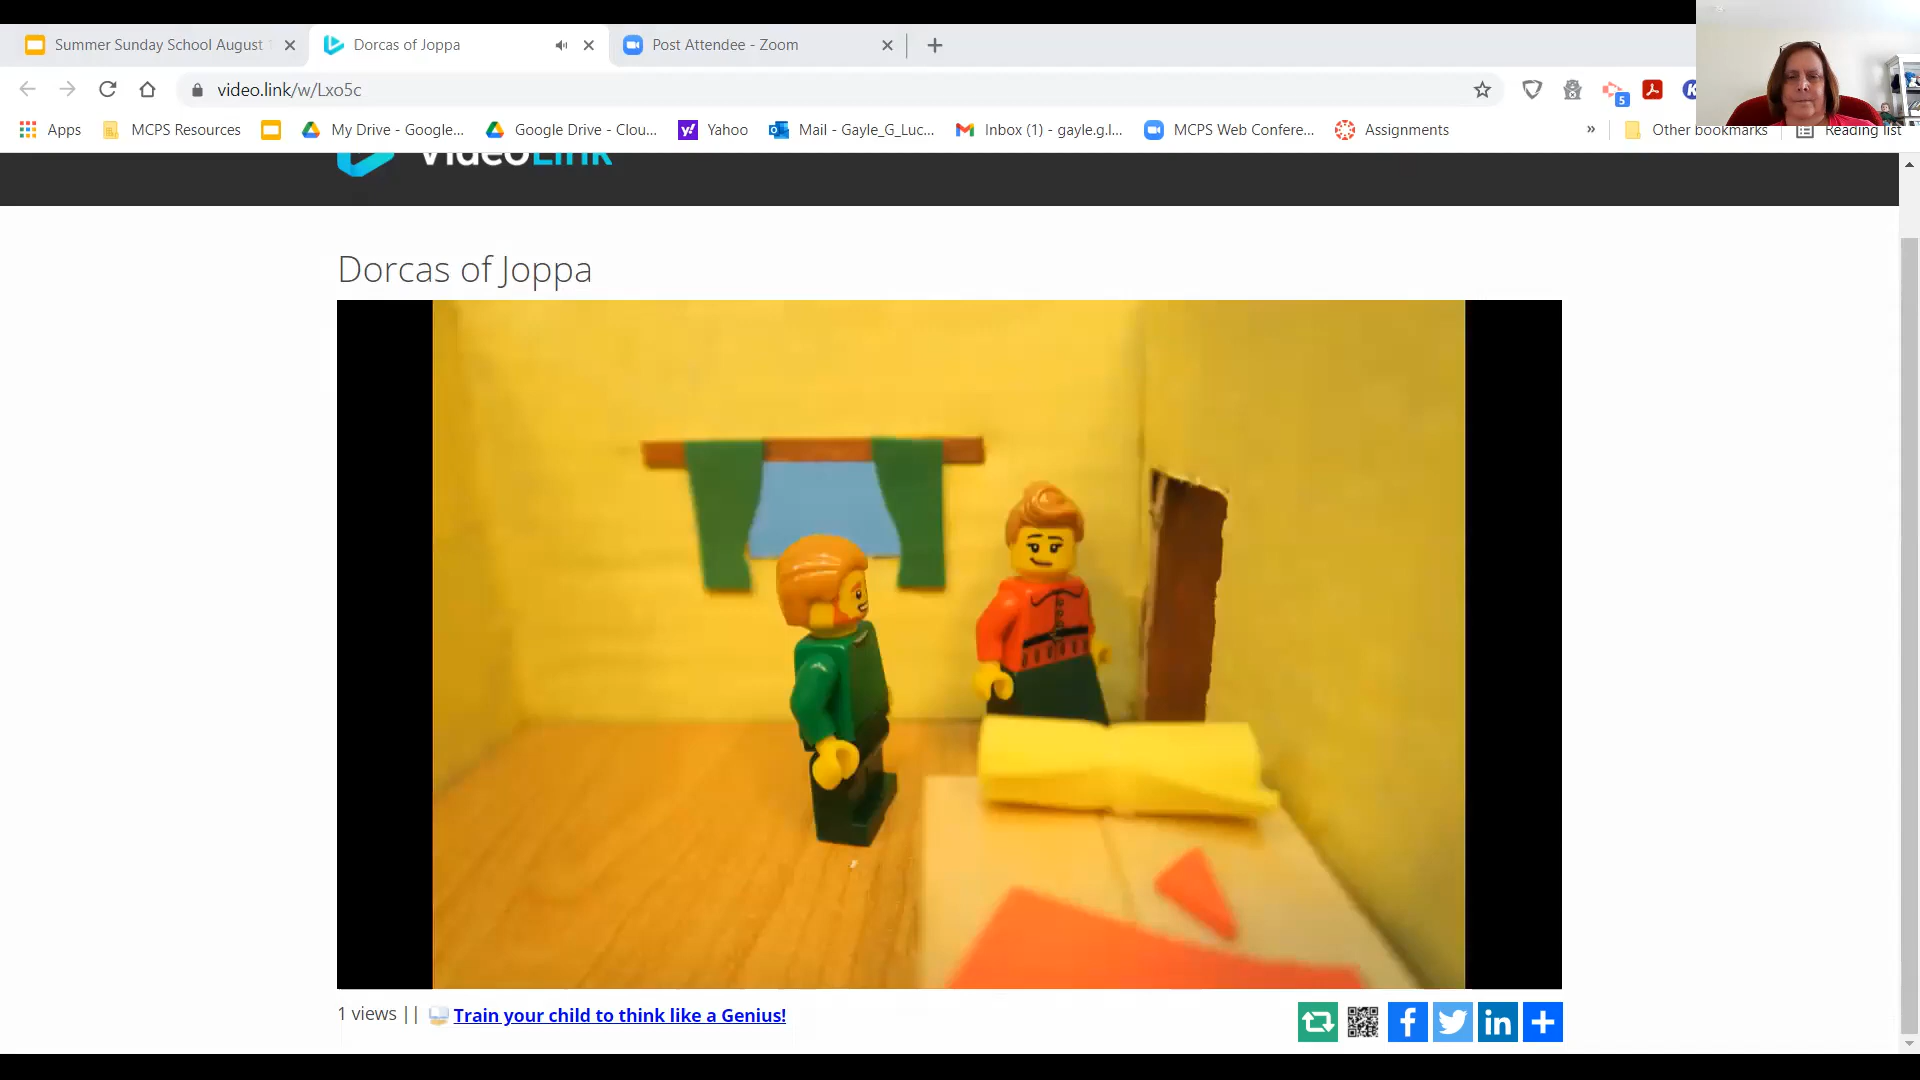 Summer Sunday School August
Dorcas of Joppa
Post Attendee - Zoom
video.link/w/Lxo5c
5
Apps
MCPS Resources
My Drive - Google...
Google Drive - Clou...
Yahoo
Mail - Gayle_G_Luc...
Inbox (1) - gayle.g.l...
MCPS Web Confere...
Assignments
»
Other bookmarks
Reading list
VideoLink
Dorcas of Joppa
1 views || Train your child to think like a Genius!